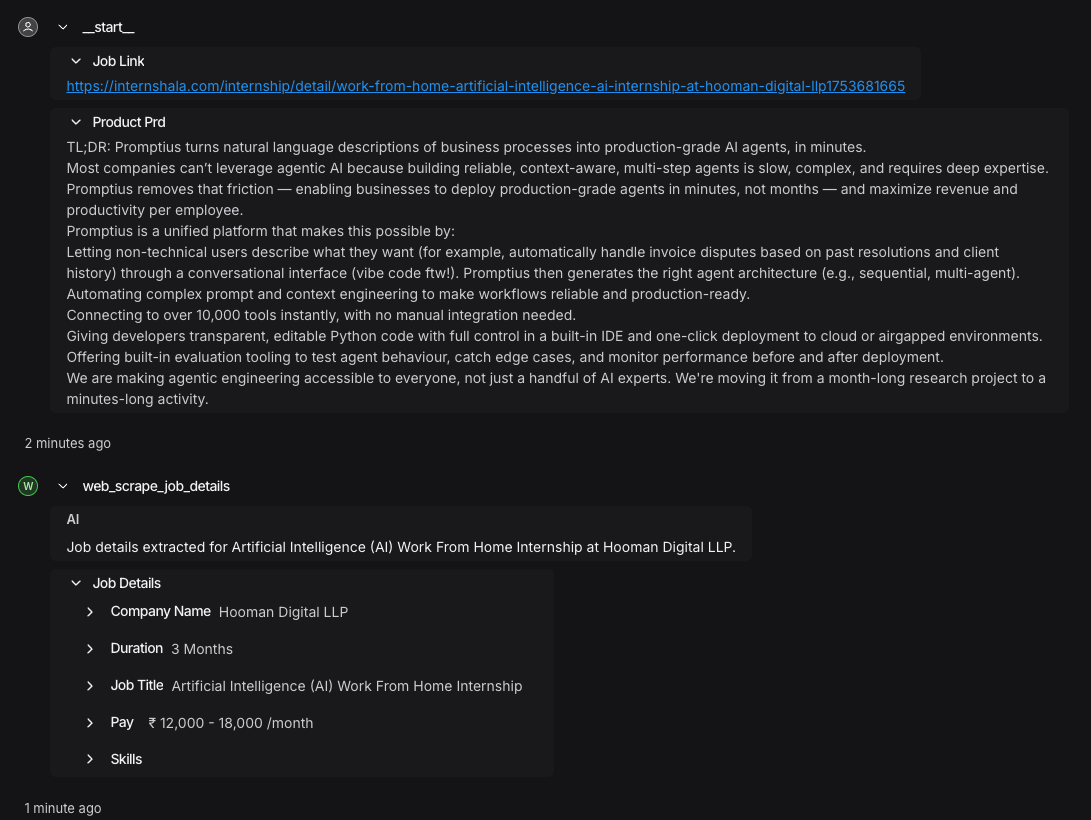 __start__
Job Link
https://internshala.com/internship/detail/work-from-home-artificial-intelligence-ai-internship-at-hooman-digital-llp1753681665
Product Prd
TL;DR: Promptius turns natural language descriptions of business processes into production-grade AI agents, in minutes.
Most companies can’t leverage agentic AI because building reliable, context-aware, multi-step agents is slow, complex, and requires deep expertise.
Promptius removes that friction — enabling businesses to deploy production-grade agents in minutes, not months — and maximize revenue and
productivity per employee.
Promptius is a unified platform that makes this possible by:
Letting non-technical users describe what they want (for example, automatically handle invoice disputes based on past resolutions and client
history) through a conversational interface (vibe code ftw!). Promptius then generates the right agent architecture (e.g., sequential, multi-agent).
Automating complex prompt and context engineering to make workflows reliable and production-ready.
Connecting to over 10,000 tools instantly, with no manual integration needed.
Giving developers transparent, editable Python code with full control in a built-in IDE and one-click deployment to cloud or airgapped environments.
Offering built-in evaluation tooling to test agent behaviour, catch edge cases, and monitor performance before and after deployment.
We are making agentic engineering accessible to everyone, not just a handful of AI experts. We're moving it from a month-long research project to a
minutes-long activity.
2 minutes ago
W web_scrape_job_details
AI
Job details extracted for Artificial Intelligence (AI) Work From Home Internship at Hooman Digital LLP.
Job Details
Company Name Hooman Digital LLP
Duration 3 Months
Job Title Artificial Intelligence (AI) Work From Home Internship
Pay ₹ 12,000 - 18,000 /month
Skills
1 minute ago